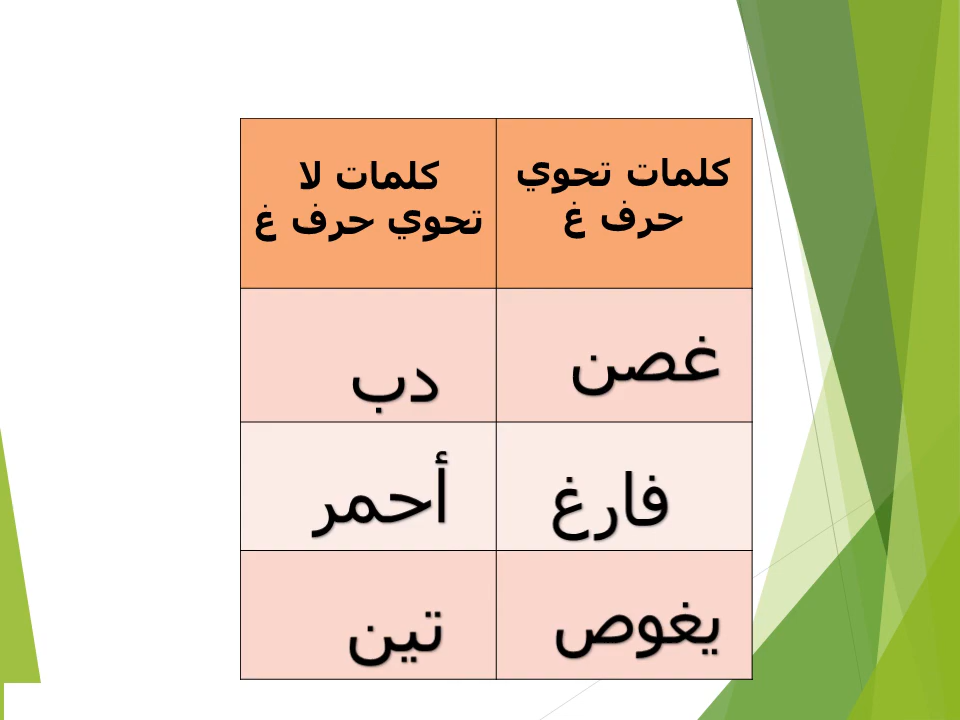 كلمات تحوي
حرف غ
كلمات لا
تحوي حرف غ
غصن
دب
فارغ
أحمر
يغوص
تين